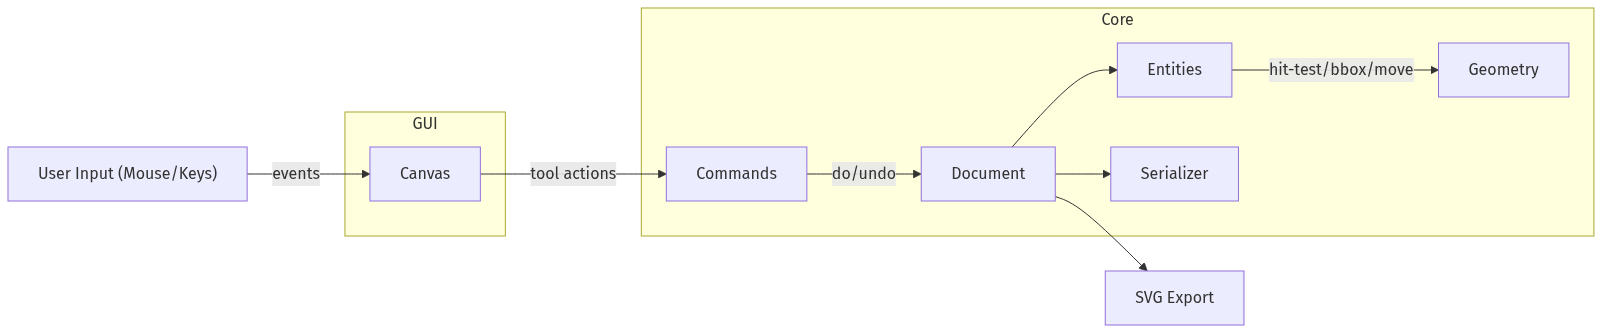 Core
Entities
hit-test/bbox/move
Geometry
GUI
User Input (Mouse/Keys)
events
Canvas
tool actions
Commands
do/undo
Document
Serializer
SVG Export